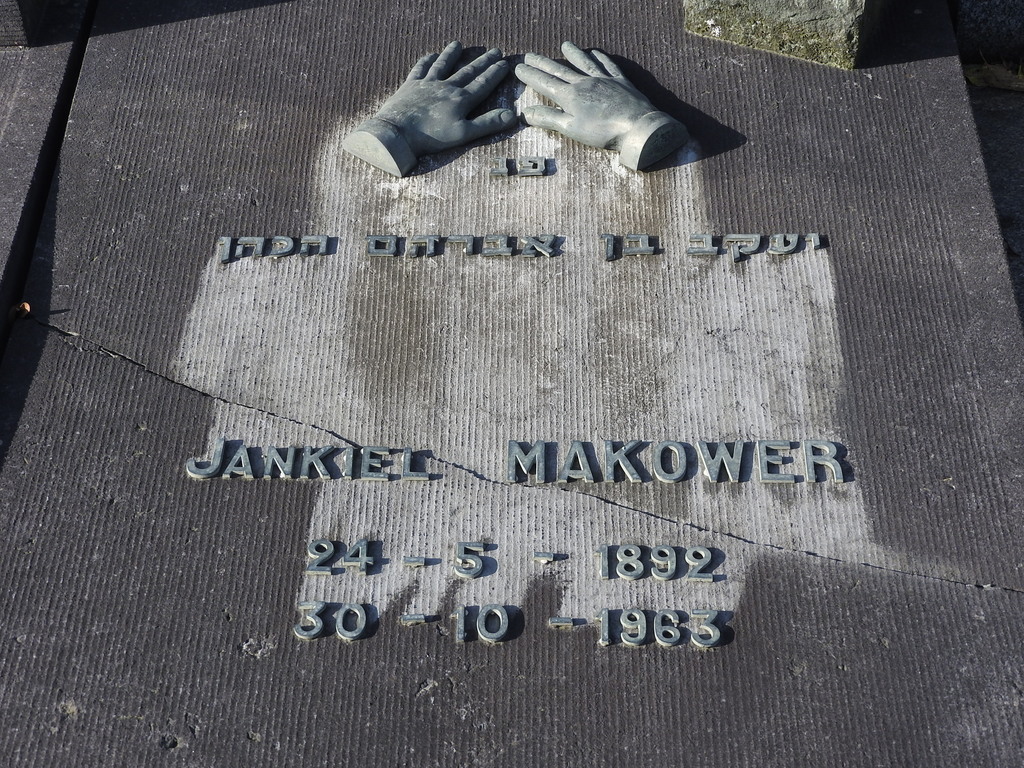 פנ
יעקב בן אברהם הכהן
JANKIEL MAKOWER
24 - 5 - 1892
30 - 10 - 1963